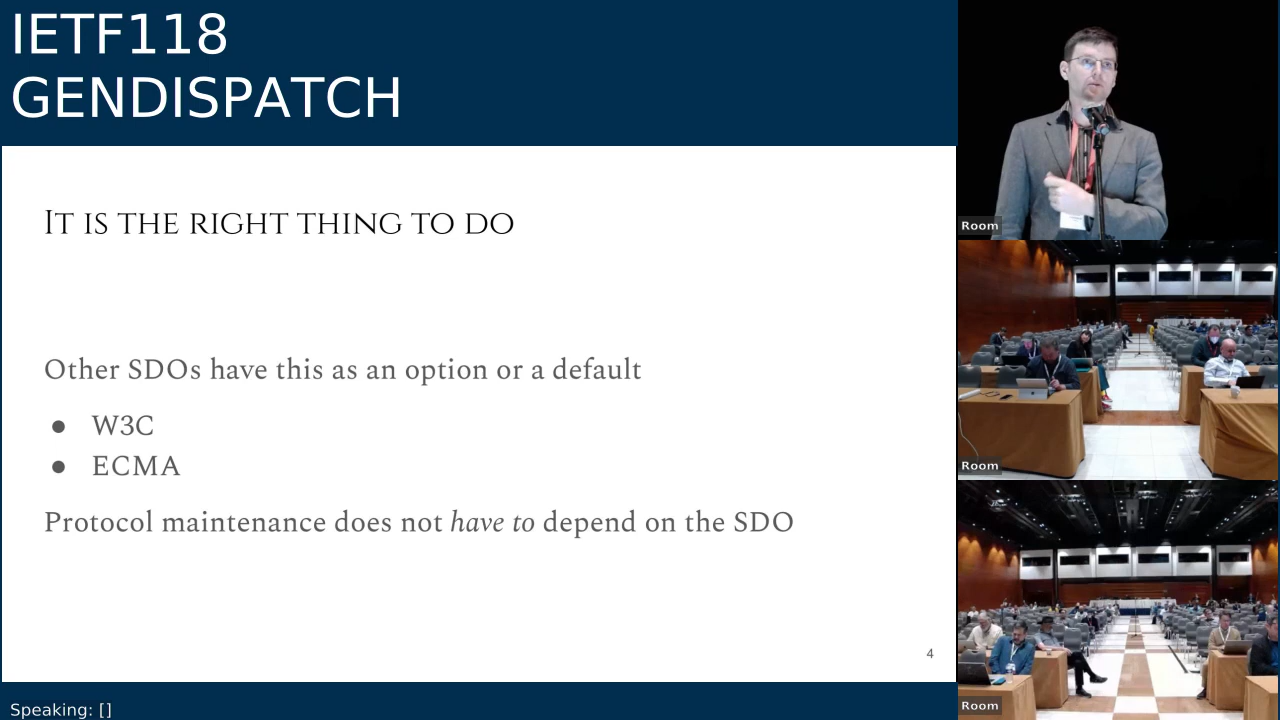 IETF118
GENDISPATCH
It is the right thing to do
Other SDOs have this as an option or a default
● W3C
● ECMA
Protocol maintenance does not have to depend on the SDO
4
Speaking: []
Room
Room
Room